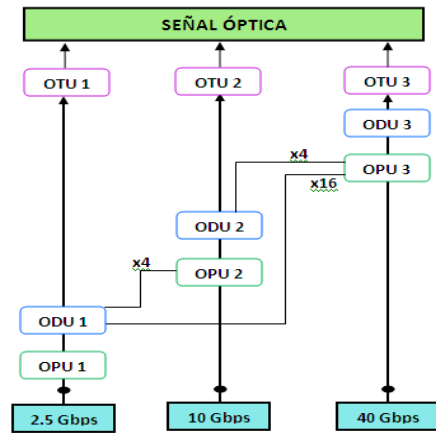 SEÑAL ÓPTICA
OTU 1
OTU 2
OTU 3
ODU 3
x4
OPU 3
x16
ODU 2
x4
OPU 2
ODU 1
OPU 1
2.5 Gbps
10 Gbps
40 Gbps